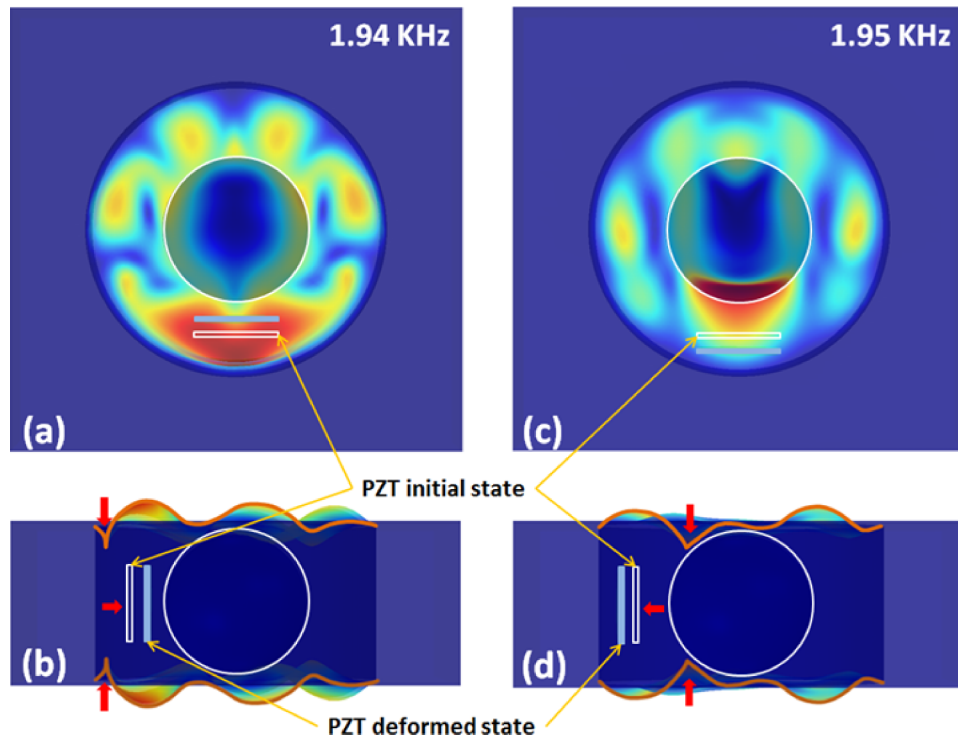 1.94 KHz
1.95 KHz
(a)
(c)
PZT initial state
(b)
(d)
PZT deformed state